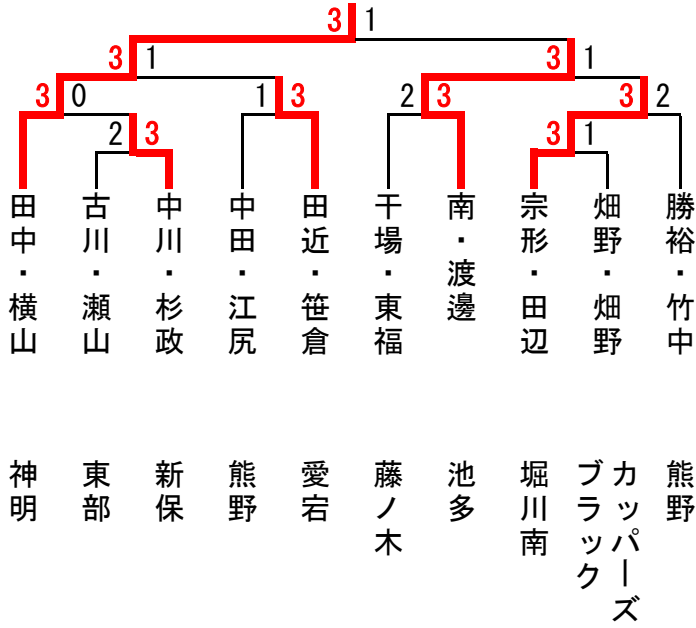 3 1
3 1 3 1
3 0 1 3 2 3 3 2
2 3 3 1
田中・横山
古川・瀬山
中川・杉政
中田・江尻
田近・笹倉
干場・東福
南・渡邊
宗形・田辺
畑野・畑野
勝裕・竹中
神明
東部
新保
熊野
愛宕
藤ノ木
池多
堀川南
カッパーズ
ブラック
熊野